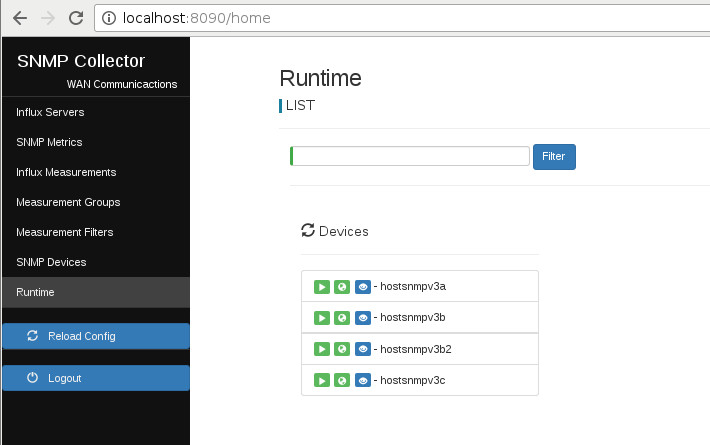 localhost:8090/home
SNMP Collector
WAN Communicactions
Influx Servers
SNMP Metrics
Influx Measurements
Measurement Groups
Measurement Filters
SNMP Devices
Runtime
Reload Config
Logout
Runtime
LIST
Filter
Devices
- hostsnmpv3a
- hostsnmpv3b
- hostsnmpv3b2
- hostsnmpv3c